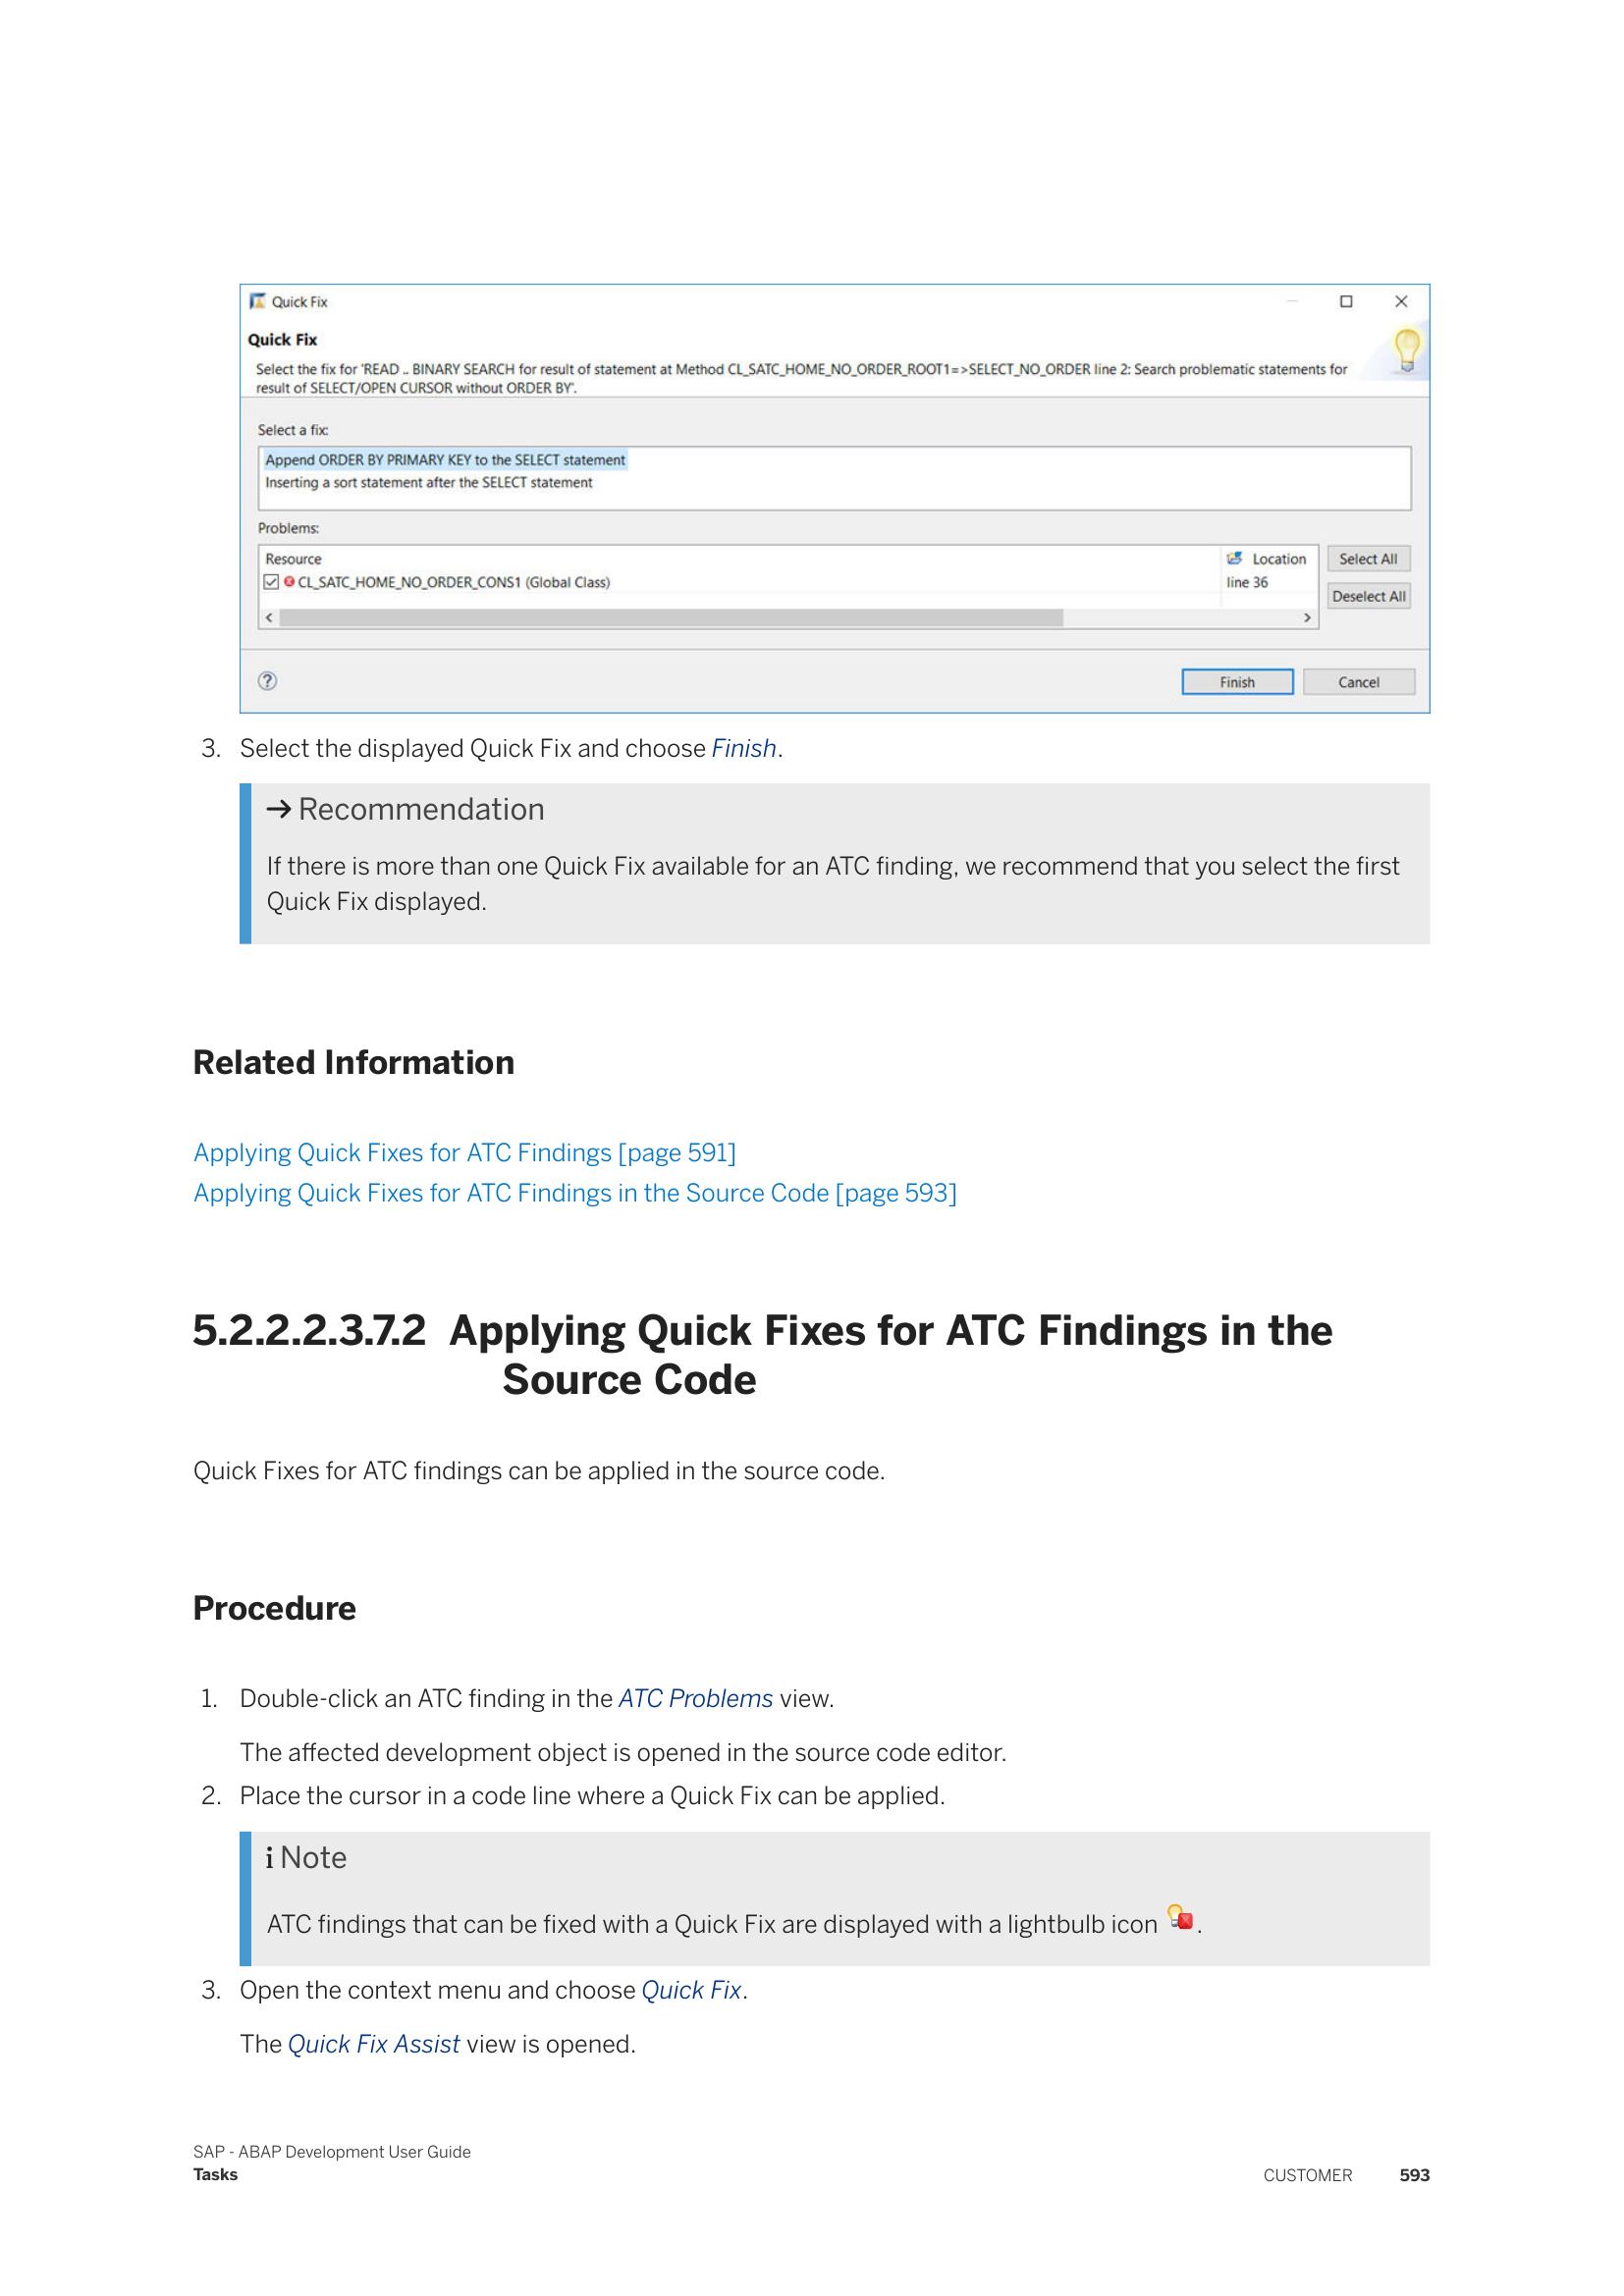 Quick Fix
Quick Fix
Select the fix for 'READ .. BINARY SEARCH for result of statement at Method CL_SATC_HOME_NO_ORDER_ROOT1=>SELECT_NO_ORDER line 2: Search problematic statements for
result of SELECT/OPEN CURSOR without ORDER BY'.
Select a fix:
Append ORDER BY PRIMARY KEY to the SELECT statement
Inserting a sort statement after the SELECT statement
Problems:
Resource Location Select All
CL_SATC_HOME_NO_ORDER_CONS1 (Global Class) line 36
Deselect All
Finish Cancel
3. Select the displayed Quick Fix and choose Finish.
→ Recommendation
If there is more than one Quick Fix available for an ATC finding, we recommend that you select the first
Quick Fix displayed.
Related Information
Applying Quick Fixes for ATC Findings [page 591]
Applying Quick Fixes for ATC Findings in the Source Code [page 593]
5.2.2.2.3.7.2 Applying Quick Fixes for ATC Findings in the
Source Code
Quick Fixes for ATC findings can be applied in the source code.
Procedure
1. Double-click an ATC finding in the ATC Problems view.
The affected development object is opened in the source code editor.
2. Place the cursor in a code line where a Quick Fix can be applied.
i Note
ATC findings that can be fixed with a Quick Fix are displayed with a lightbulb icon .
3. Open the context menu and choose Quick Fix.
The Quick Fix Assist view is opened.
SAP - ABAP Development User Guide
Tasks CUSTOMER 593